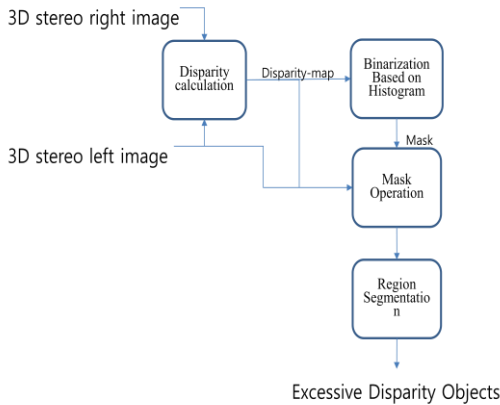 3D stereo right image
Disparity
calculation
Disparity-map
Binarization
Based on
Histogram
3D stereo left image
Mask
Mask
Operation
Region
Segmentatio
n
Excessive Disparity Objects